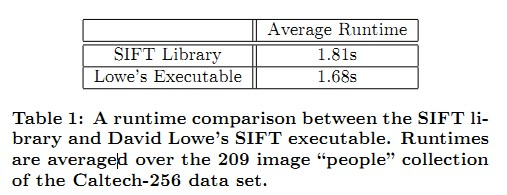 Average Runtime
SIFT Library 1.81s
Lowe's Executable 1.68s
Table 1: A runtime comparison between the SIFT li-
brary and David Lowe's SIFT executable. Runtimes
are averaged over the 209 image “people” collection
of the Caltech-256 data set.